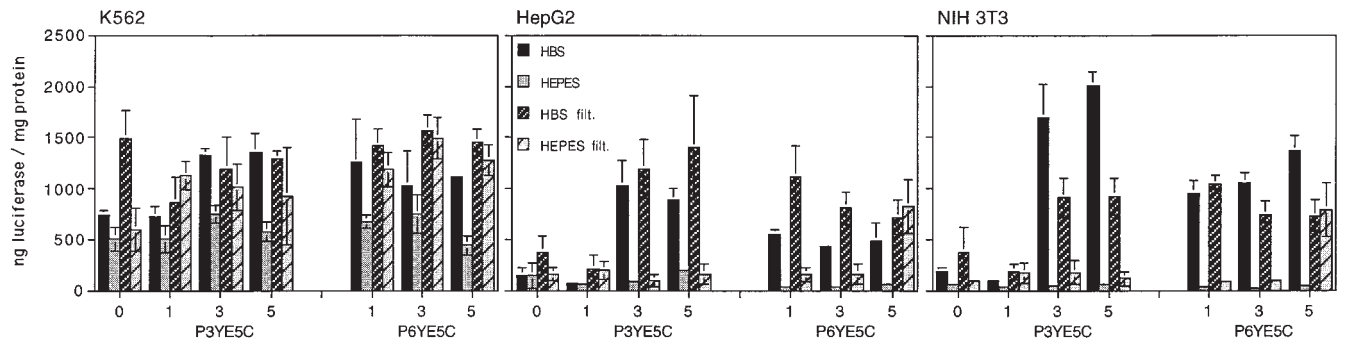 K562
HepG2
NIH 3T3
ng luciferase / mg protein
2500
2000
1500
1000
500
0
HBS
HEPES
HBS filt.
HEPES filt.
0 1 3 5 1 3 5
P3YE5C P6YE5C
0 1 3 5 1 3 5
P3YE5C P6YE5C
0 1 3 5 1 3 5
P3YE5C P6YE5C